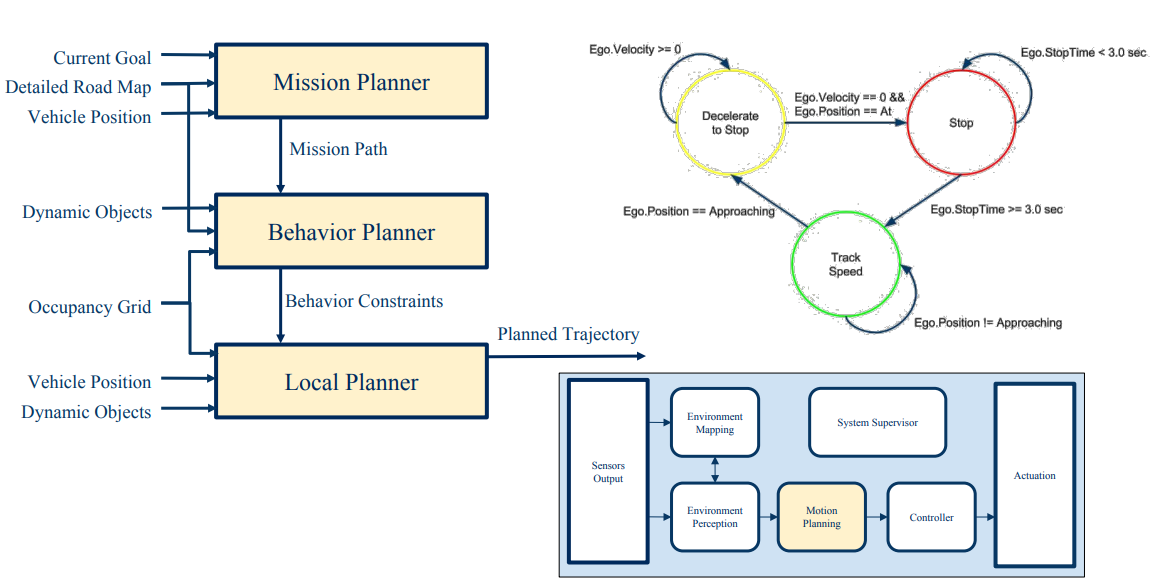 Current Goal
Detailed Road Map
Vehicle Position
Mission Planner
Mission Path
Dynamic Objects
Behavior Planner
Occupancy Grid
Behavior Constraints
Planned Trajectory
Local Planner
Vehicle Position
Dynamic Objects
Ego.Velocity >= 0
Decelerate
to Stop
Ego.Velocity == 0 &&
Ego.Position == At
Stop
Ego.StopTime < 3.0 sec
Ego.Position == Approaching
Ego.StopTime >= 3.0 sec
Track
Speed
Ego.Position != Approaching
Sensors
Output
Environment
Mapping
System Supervisor
Environment
Perception
Motion
Planning
Controller
Actuation